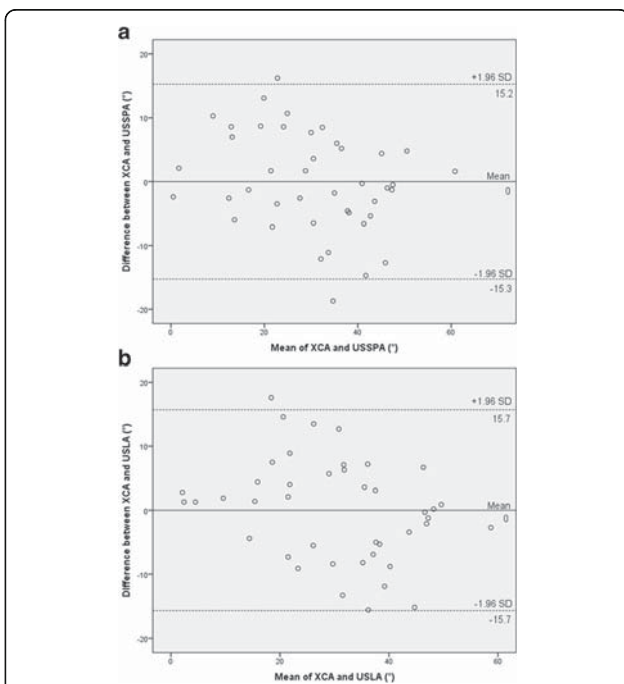 a
20
+1.96 SD
15.2
10
Mean
0
0
-10
-1.96 SD
-15.3
-20
0
20
40
60
Difference between XCA and USSPA (°)
Mean of XCA and USSPA (°)
b
20
+1.96 SD
15.7
10
Mean
0
0
-10
-1.96 SD
-15.7
-20
0
20
40
60
Difference between XCA and USLA (°)
Mean of XCA and USLA (°)